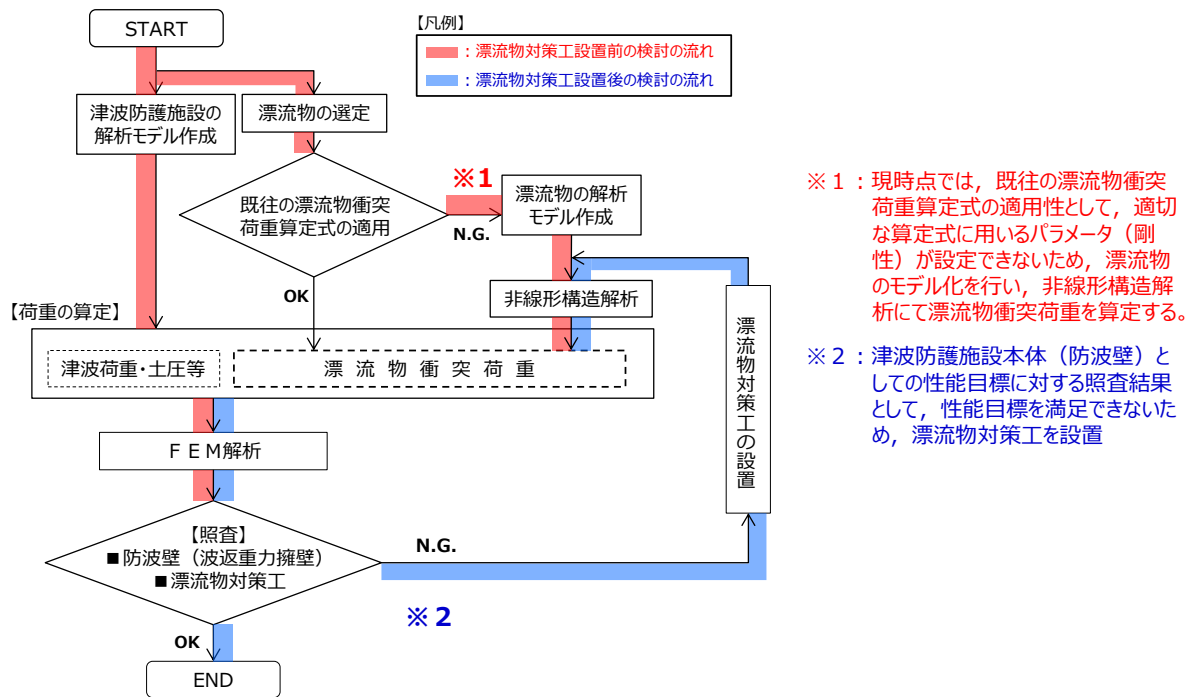 START
【凡例】
：漂流物対策工設置前の検討の流れ
：漂流物対策工設置後の検討の流れ
津波防護施設の
解析モデル作成
漂流物の選定
既往の漂流物衝突
荷重算定式の適用
※1
N.G.
OK
漂流物の解析
モデル作成
非線形構造解析
【荷重の算定】
津波荷重・土圧等
漂流物衝突荷重
ＦＥＭ解析
【照査】
■防波壁（波返重力擁壁）
■漂流物対策工
N.G.
※2
OK
END
漂流物対策工の設置
※１：現時点では，既往の漂流物衝突
荷重算定式の適用性として，適切
な算定式に用いるパラメータ（剛
性）が設定できないため，漂流物
のモデル化を行い，非線形構造解
析にて漂流物衝突荷重を算定する。
※２：津波防護施設本体（防波壁）と
しての性能目標に対する照査結果
として，性能目標を満足できないた
め，漂流物対策工を設置